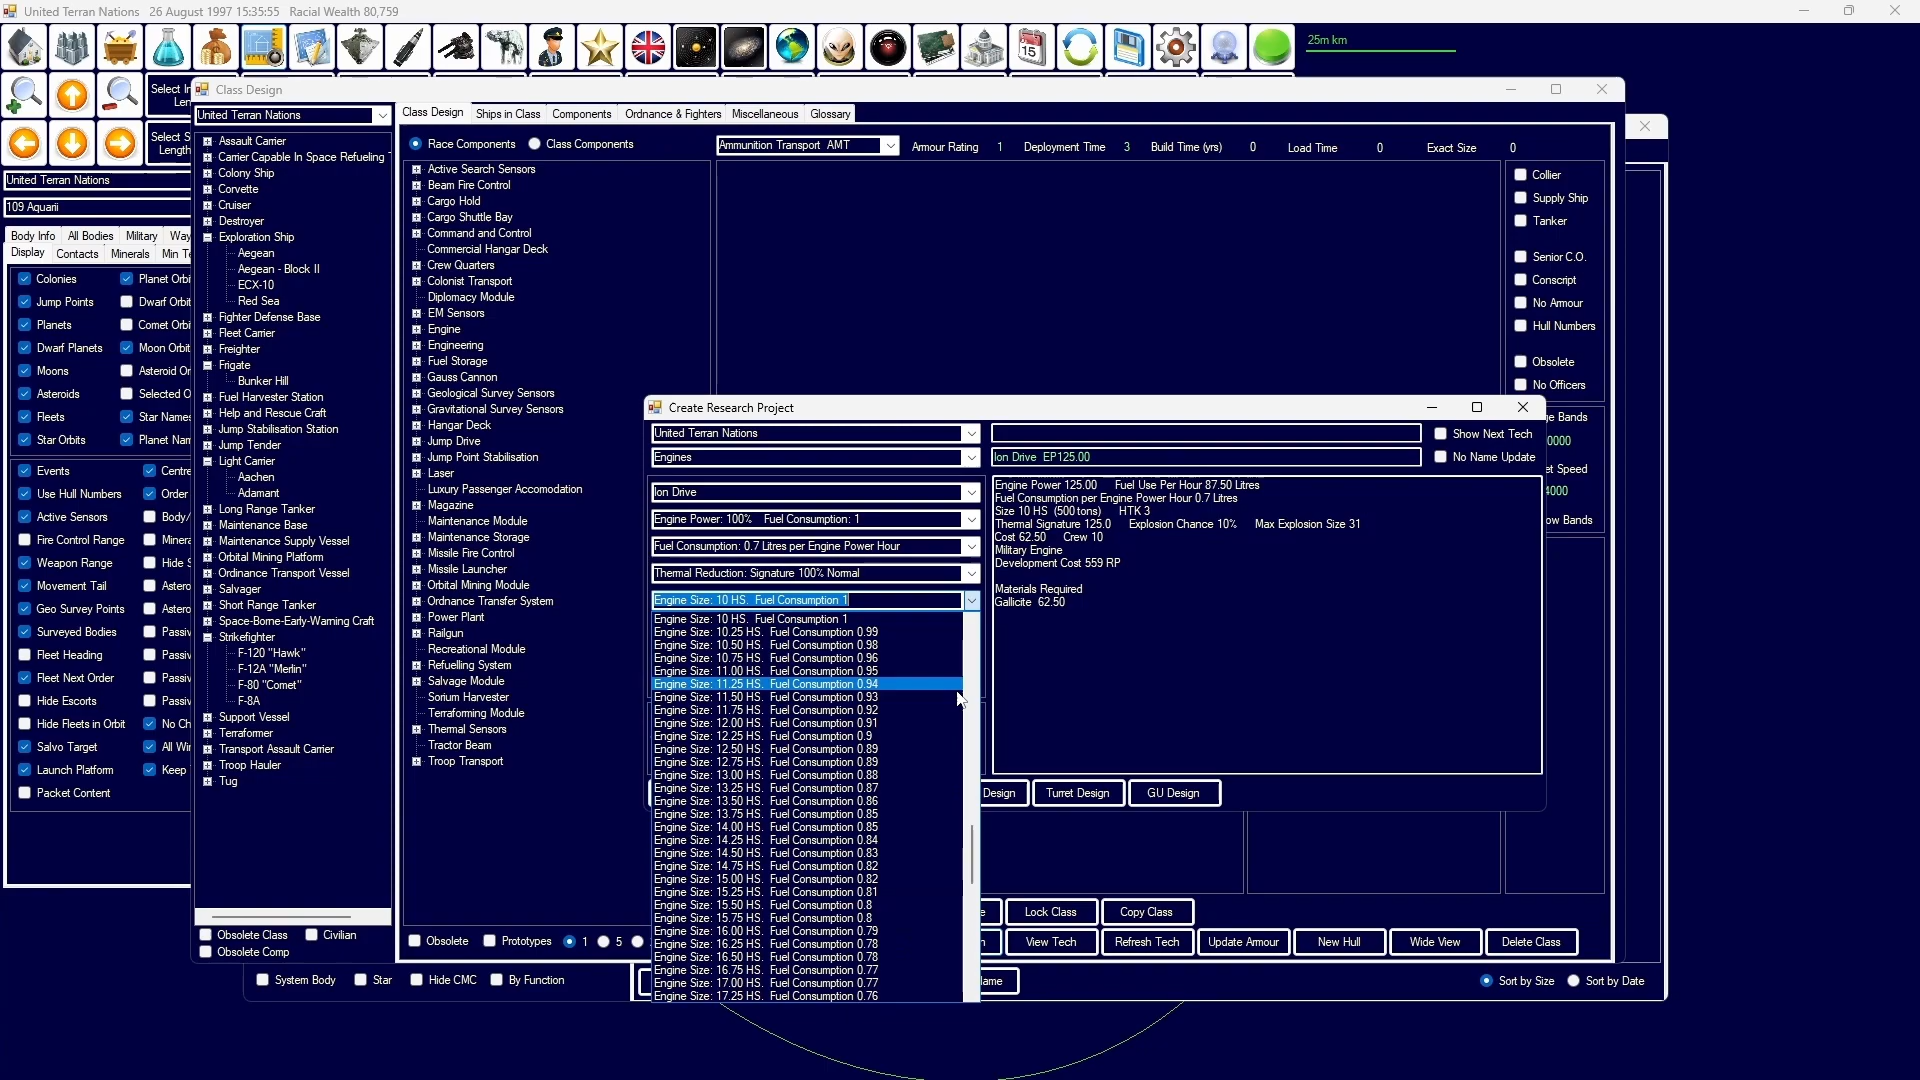 United Terran Nations   26 August 1997 15:35:55   Racial Wealth 80,759
25m km
15
Select In
Len
Select S
Length
United Terran Nations
109 Aquarii
Body Info   All Bodies   Military   Way
Display   Contacts   Minerals   Min Te
Colonies   Planet Orbi
Jump Points   Dwarf Orbit
Planets   Comet Orbi
Dwarf Planets   Moon Orbit
Moons   Asteroid Or
Asteroids   Selected O
Fleets   Star Names
Star Orbits   Planet Nam
Events   Centre
Use Hull Numbers   Order
Active Sensors   Body/
Fire Control Range   Minera
Weapon Range   Hide S
Movement Tail   Astero
Geo Survey Points   Astero
Surveyed Bodies   Passiv
Fleet Heading   Passiv
Fleet Next Order   Passiv
Hide Escorts   Passiv
Hide Fleets in Orbit   No Ch
Salvo Target   All Wir
Launch Platform   Keep
Packet Content
Class Design
United Terran Nations
Assault Carrier
Carrier Capable In Space Refueling
Colony Ship
Corvette
Cruiser
Destroyer
Exploration Ship
Aegean
Aegean - Block II
ECX-10
Red Sea
Fighter Defense Base
Fleet Carrier
Freighter
Frigate
Bunker Hill
Fuel Harvester Station
Help and Rescue Craft
Jump Stabilisation Station
Jump Tender
Light Carrier
Aachen
Adamant
Long Range Tanker
Maintenance Base
Maintenance Supply Vessel
Orbital Mining Platform
Ordinance Transport Vessel
Salvager
Short Range Tanker
Space-Borne-Early-Warning Craft
Strikefighter
F-120 "Hawk"
F-12A "Merlin"
F-80 "Comet"
F-8A
Support Vessel
Terraformer
Transport Assault Carrier
Troop Hauler
Tug
Obsolete Class   Civilian
Obsolete Comp
Class Design   Ships in Class   Components   Ordnance & Fighters   Miscellaneous   Glossary
Race Components   Class Components
Ammunition Transport  AMT   Armour Rating   1   Deployment Time   3   Build Time (yrs)   0   Load Time   0   Exact Size   0
Active Search Sensors
Beam Fire Control
Cargo Hold
Cargo Shuttle Bay
Command and Control
Commercial Hangar Deck
Crew Quarters
Colonist Transport
Diplomacy Module
EM Sensors
Engine
Engineering
Fuel Storage
Gauss Cannon
Geological Survey Sensors
Gravitational Survey Sensors
Hangar Deck
Jump Drive
Jump Point Stabilisation
Laser
Luxury Passenger Accomodation
Magazine
Maintenance Module
Maintenance Storage
Missile Fire Control
Missile Launcher
Orbital Mining Module
Ordnance Transfer System
Power Plant
Railgun
Recreational Module
Refuelling System
Salvage Module
Sorium Harvester
Terraforming Module
Thermal Sensors
Tractor Beam
Troop Transport
Obsolete   Prototypes   1   5
Collier
Supply Ship
Tanker
Senior C.O.
Conscript
No Armour
Hull Numbers
Obsolete
No Officers
ge Bands
0000
et Speed
4000
ow Bands
Create Research Project
United Terran Nations
Engines
Ion Drive
Engine Power: 100%   Fuel Consumption: 1
Fuel Consumption: 0.7 Litres per Engine Power Hour
Thermal Reduction: Signature 100% Normal
Engine Size: 10 HS.  Fuel Consumption 1
Engine Size: 10 HS.  Fuel Consumption 1
Engine Size: 10.25 HS.  Fuel Consumption 0.99
Engine Size: 10.50 HS.  Fuel Consumption 0.98
Engine Size: 10.75 HS.  Fuel Consumption 0.96
Engine Size: 11.00 HS.  Fuel Consumption 0.95
Engine Size: 11.25 HS.  Fuel Consumption 0.94
Engine Size: 11.50 HS.  Fuel Consumption 0.93
Engine Size: 11.75 HS.  Fuel Consumption 0.92
Engine Size: 12.00 HS.  Fuel Consumption 0.91
Engine Size: 12.25 HS.  Fuel Consumption 0.9
Engine Size: 12.50 HS.  Fuel Consumption 0.89
Engine Size: 12.75 HS.  Fuel Consumption 0.89
Engine Size: 13.00 HS.  Fuel Consumption 0.88
Engine Size: 13.25 HS.  Fuel Consumption 0.87
Engine Size: 13.50 HS.  Fuel Consumption 0.86
Engine Size: 13.75 HS.  Fuel Consumption 0.85
Engine Size: 14.00 HS.  Fuel Consumption 0.85
Engine Size: 14.25 HS.  Fuel Consumption 0.84
Engine Size: 14.50 HS.  Fuel Consumption 0.83
Engine Size: 14.75 HS.  Fuel Consumption 0.82
Engine Size: 15.00 HS.  Fuel Consumption 0.82
Engine Size: 15.25 HS.  Fuel Consumption 0.81
Engine Size: 15.50 HS.  Fuel Consumption 0.8
Engine Size: 15.75 HS.  Fuel Consumption 0.8
Engine Size: 16.00 HS.  Fuel Consumption 0.79
Engine Size: 16.25 HS.  Fuel Consumption 0.78
Engine Size: 16.50 HS.  Fuel Consumption 0.78
Engine Size: 16.75 HS.  Fuel Consumption 0.77
Engine Size: 17.00 HS.  Fuel Consumption 0.77
Engine Size: 17.25 HS.  Fuel Consumption 0.76
Show Next Tech
Ion Drive  EP125.00   No Name Update
Engine Power 125.00   Fuel Use Per Hour 87.50 Litres
Fuel Consumption per Engine Power Hour 0.7 Litres
Size 10 HS  (500 tons)   HTK 3
Thermal Signature 125.0   Explosion Chance 10%   Max Explosion Size 31
Cost 62.50   Crew 10
Military Engine
Development Cost 559 RP
Materials Required
Gallicite  62.50
Design   Turret Design   GU Design
e   Lock Class   Copy Class
n   View Tech   Refresh Tech   Update Armour   New Hull   Wide View   Delete Class
System Body   Star   Hide CMC   By Function   lame   Sort by Size   Sort by Date